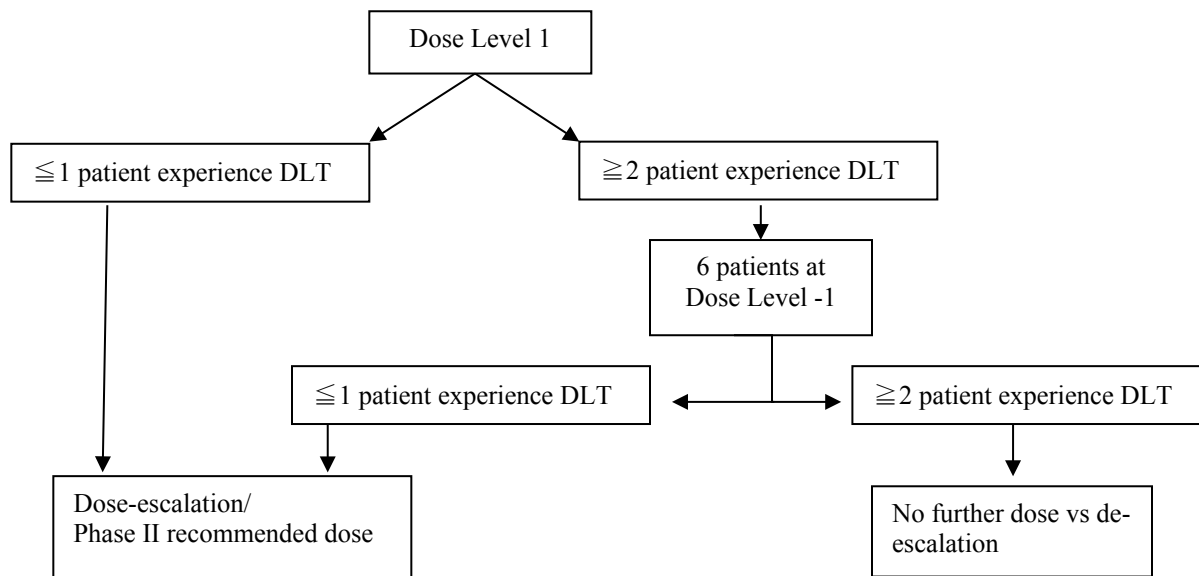 Dose Level 1
≦1 patient experience DLT
≧2 patient experience DLT
6 patients at
Dose Level -1
≦1 patient experience DLT
≧2 patient experience DLT
Dose-escalation/
Phase II recommended dose
No further dose vs de-
escalation